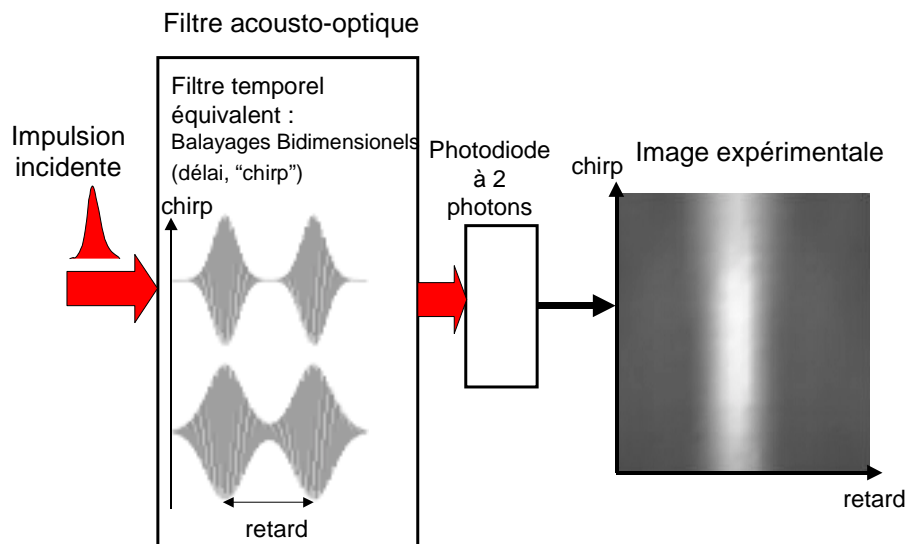 Filtre acousto-optique
Impulsion
incidente
Filtre temporel
équivalent :
Balayages Bidimensionels
(délai, “chirp”)
chirp
retard
Photodiode
à 2
photons
Image expérimentale
chirp
retard